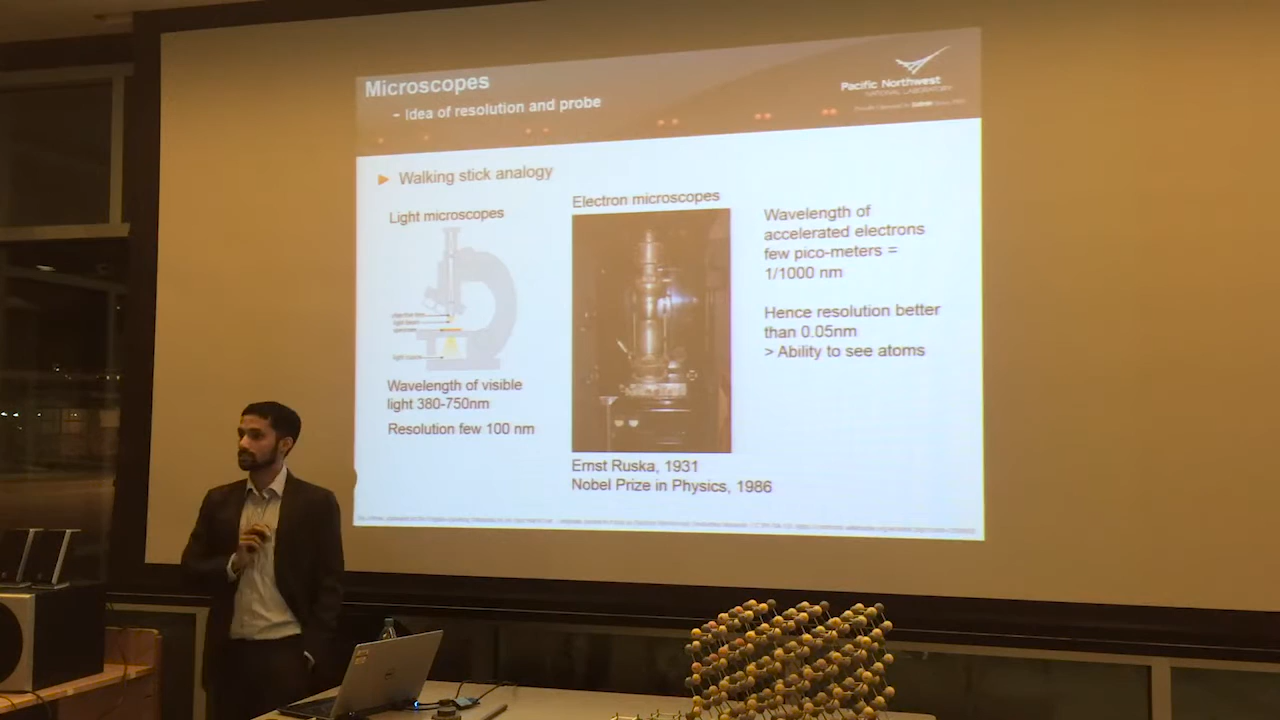 Microscopes
- Idea of resolution and probe
Pacific Northwest
NATIONAL LABORATORY
Walking stick analogy
Light microscopes
light source
Wavelength of visible
light 380-750nm
Resolution few 100 nm
Electron microscopes
Ernst Ruska, 1931
Nobel Prize in Physics, 1986
Wavelength of
accelerated electrons
few pico-meters =
1/1000 nm
Hence resolution better
than 0.05nm
> Ability to see atoms